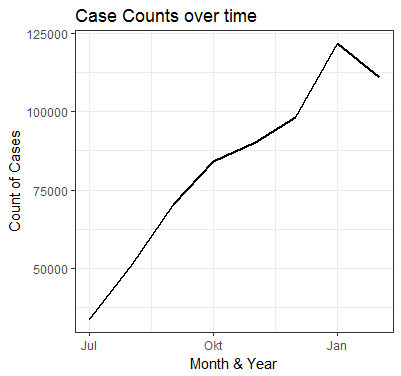 Case Counts over time
125000
100000
75000
50000
Count of Cases
Jul Okt Jan
Month & Year